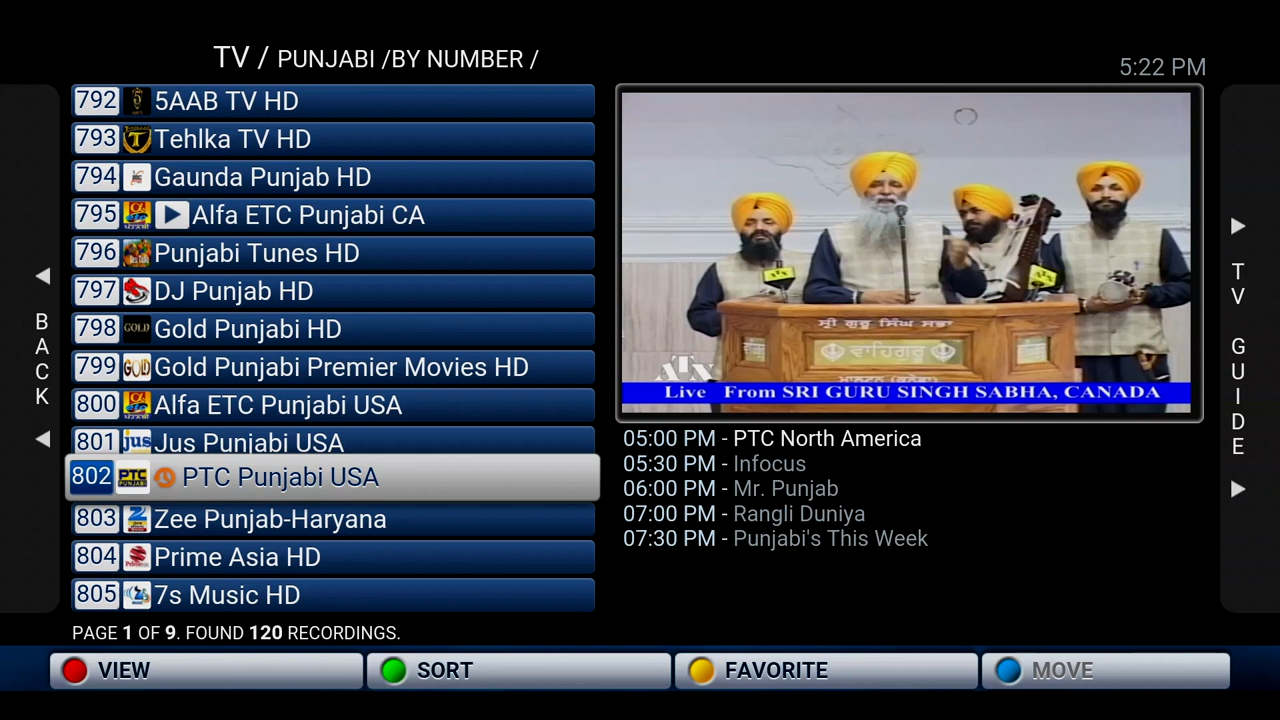 TV / PUNJABI /BY NUMBER /
5:22 PM
792 5AAB TV HD
793 Tehlka TV HD
794 Gaunda Punjab HD
795 Alfa ETC Punjabi CA
796 Punjabi Tunes HD
797 DJ Punjab HD
798 GOLD Gold Punjabi HD
799 GOLD Gold Punjabi Premier Movies HD
800 Alfa ETC Punjabi USA
801 jus Jus Punjabi USA
802 PTC PUNJABI PTC Punjabi USA
803 Zee Punjab-Haryana
804 Prime Asia HD
805 7s Music HD
PAGE 1 OF 9. FOUND 120 RECORDINGS.
BACK
ਸ੍ਰੀ ਗੁਰੂ ਸਿੰਘ ਸਭਾ
ਵਾਹਿਗੁਰੂ
ATN
Live From SRI GURU SINGH SABHA, CANADA
05:00 PM - PTC North America
05:30 PM - Infocus
06:00 PM - Mr. Punjab
07:00 PM - Rangli Duniya
07:30 PM - Punjabi's This Week
TV GUIDE
VIEW
SORT
FAVORITE
MOVE